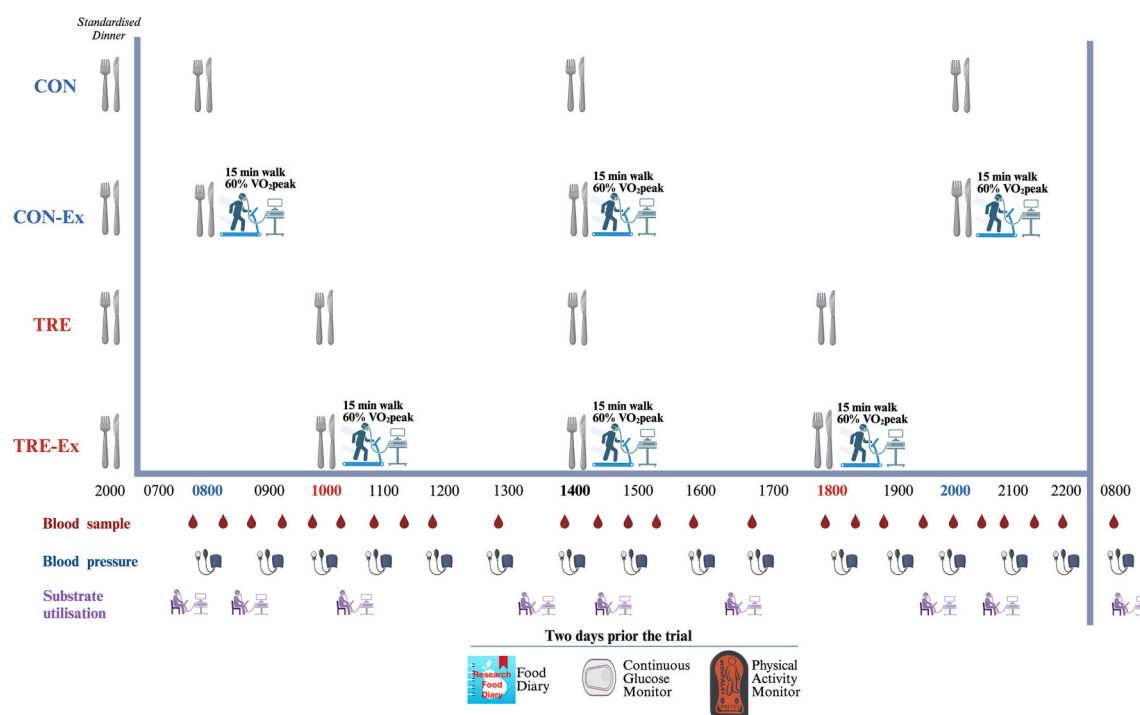 Standardised
Dinner
CON
15 min walk
60% VO₂peak
15 min walk
60% VO₂peak
15 min walk
60% VO₂peak
CON-Ex
TRE
15 min walk
60% VO₂peak
15 min walk
60% VO₂peak
15 min walk
60% VO₂peak
TRE-Ex
2000 0700 0800 0900 1000 1100 1200 1300 1400 1500 1600 1700 1800 1900 2000 2100 2200 0800
Blood sample
Blood pressure
Substrate
utilisation
Two days prior the trial
Research
Food
Diary
Food
Diary
Continuous
Glucose
Monitor
Physical
Activity
Monitor